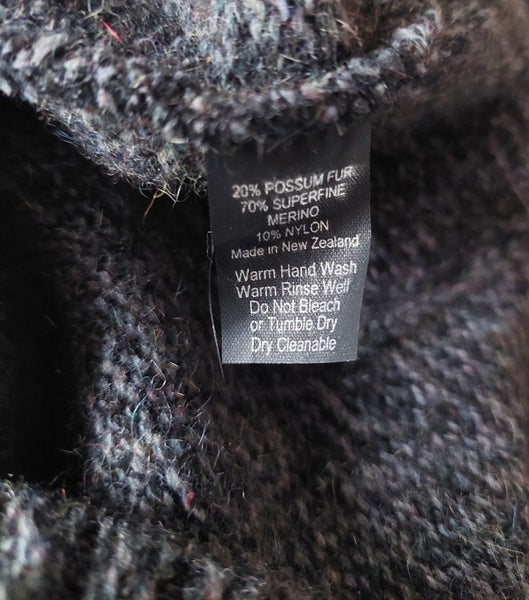 20% POSSUM FUR
70% SUPERFINE
MERINO
10% NYLON
Made in New Zealand
Warm Hand Wash
Warm Rinse Well
Do Not Bleach
or Tumble Dry
Dry Cleanable